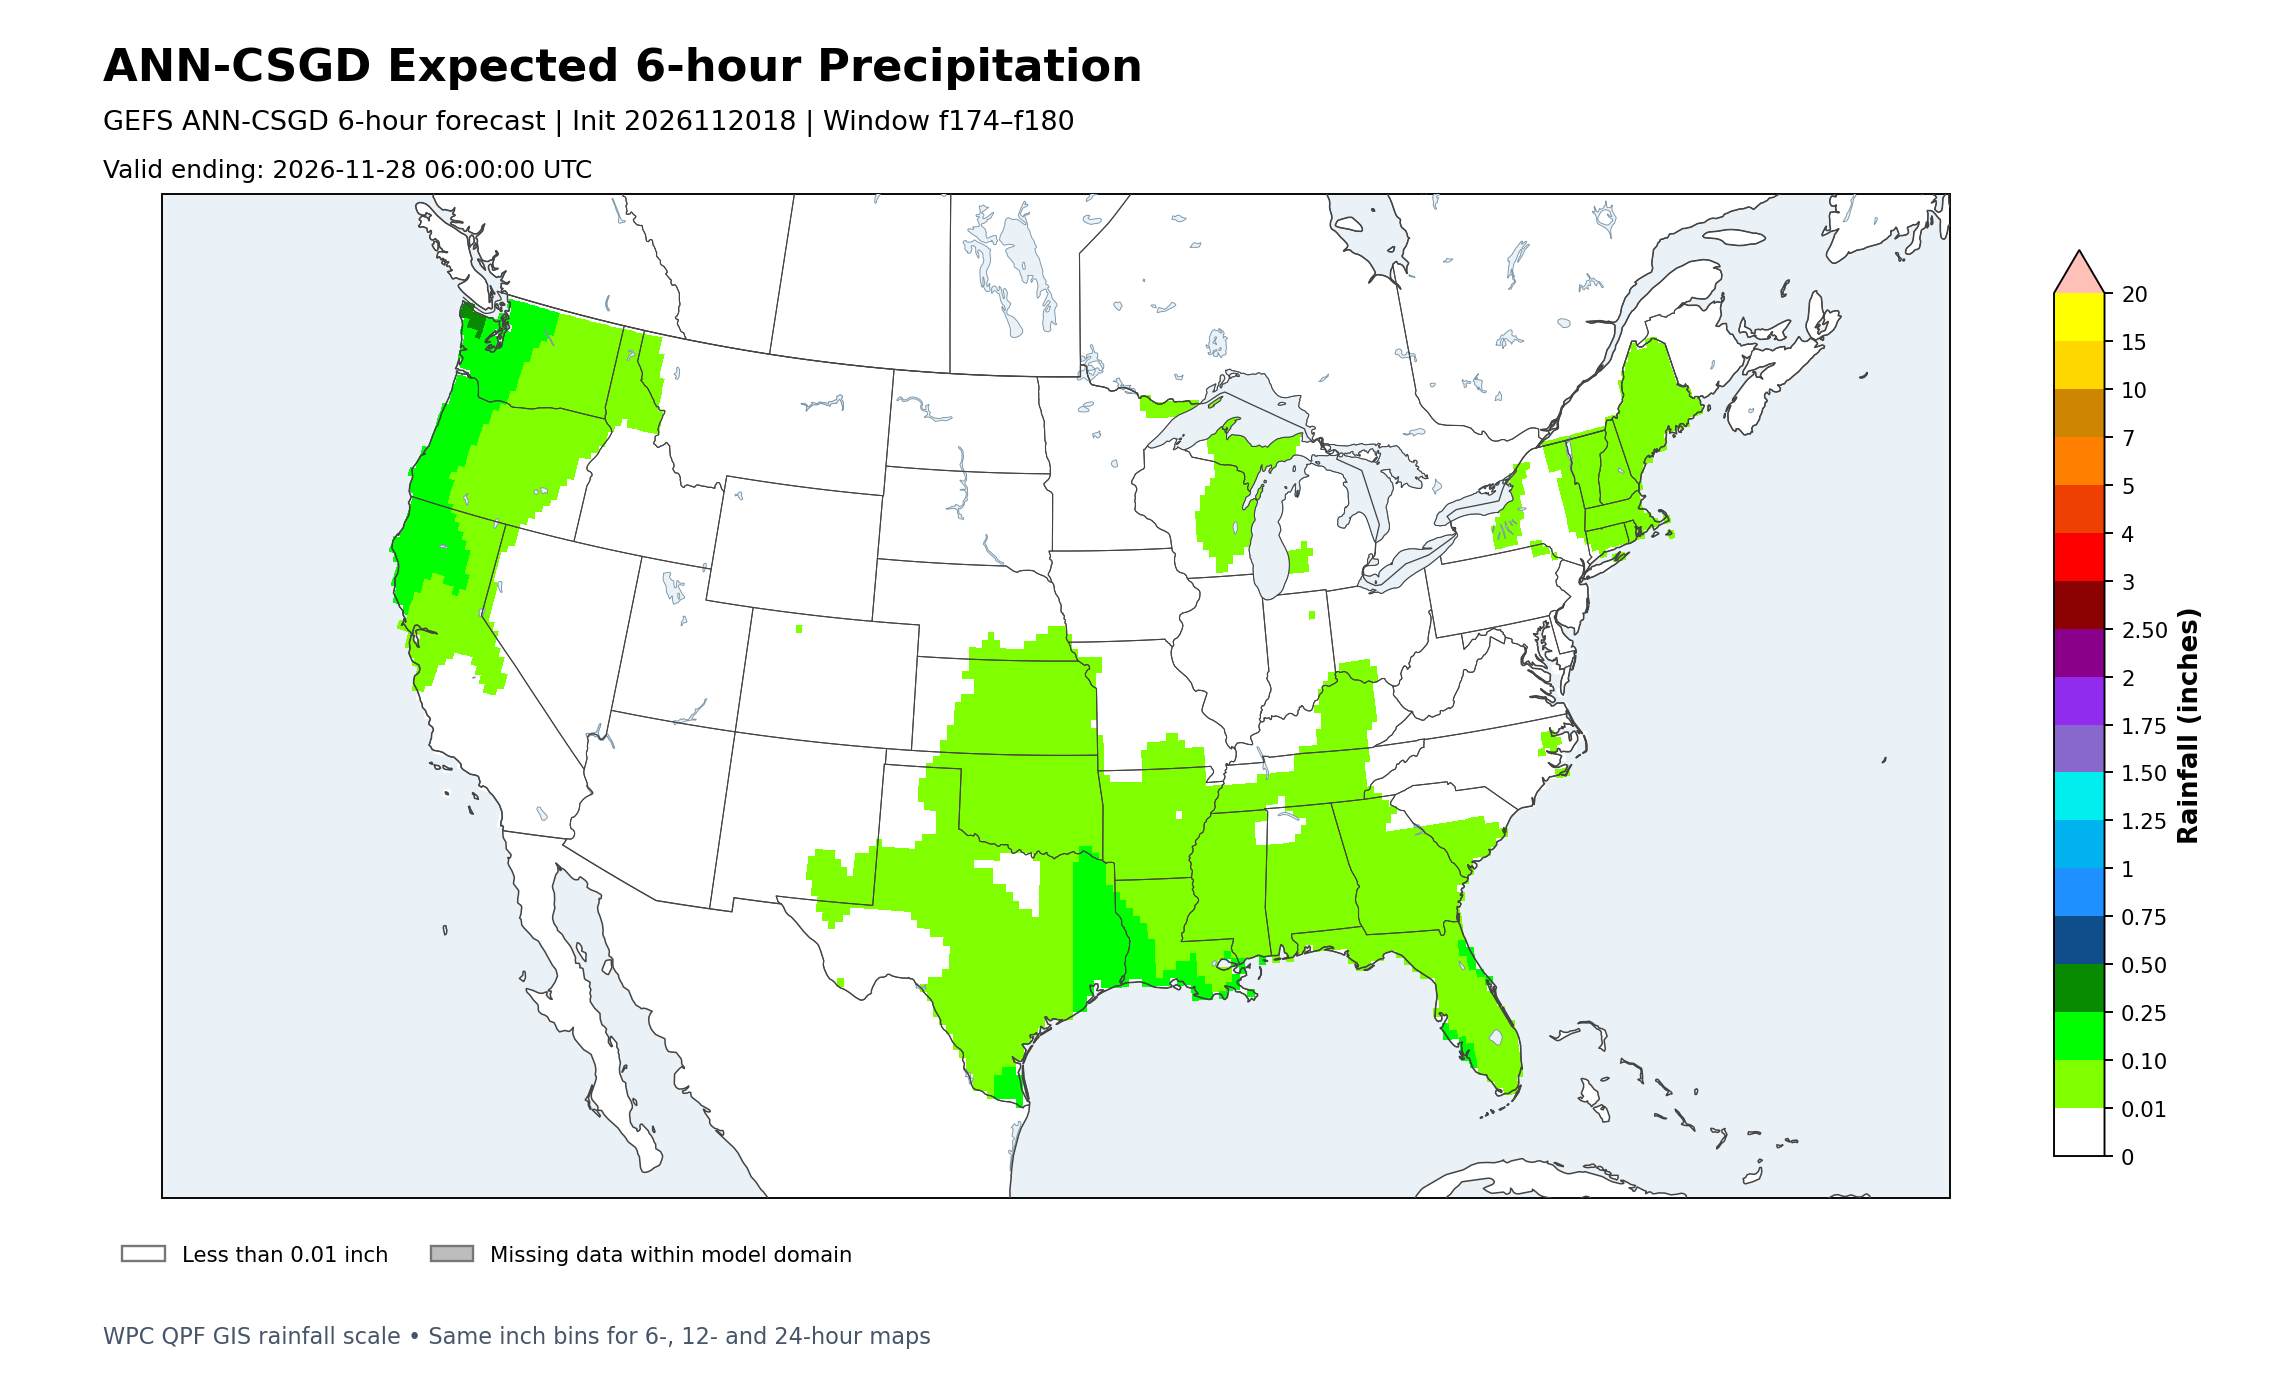 ANN-CSGD Expected 6-hour Precipitation
GEFS ANN-CSGD 6-hour forecast | Init 2026112018 | Window f174–f180
Valid ending: 2026-11-28 06:00:00 UTC
20
15
10
7
5
4
3
2.50
2
1.75
1.50
1.25
1
0.75
0.50
0.25
0.10
0.01
0
Rainfall (inches)
Less than 0.01 inch
Missing data within model domain
WPC QPF GIS rainfall scale • Same inch bins for 6-, 12- and 24-hour maps